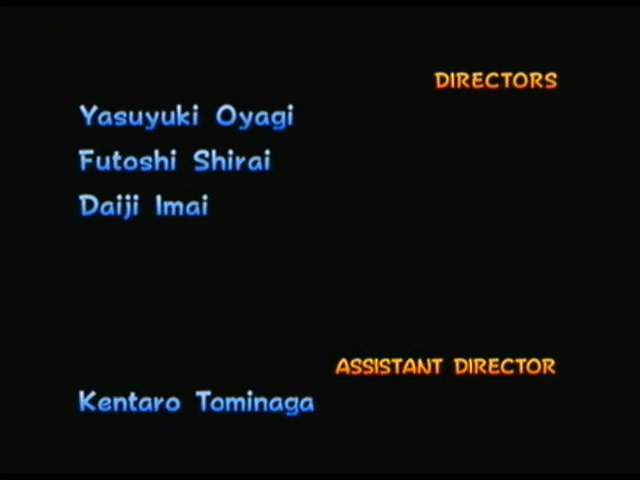 DIRECTORS
Yasuyuki Oyagi
Futoshi Shirai
Daiji Imai
ASSISTANT DIRECTOR
Kentaro Tominaga